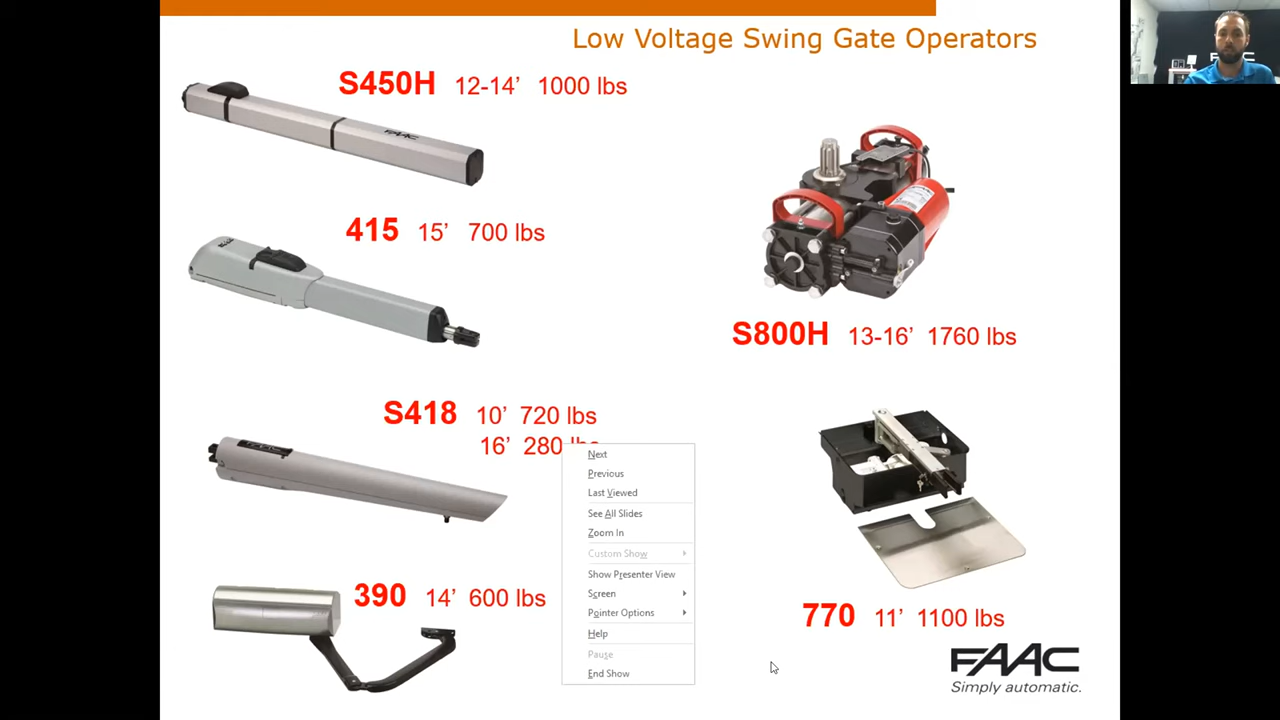 Low Voltage Swing Gate Operators
S450H 12-14’ 1000 lbs
FAAC
415 15’ 700 lbs
S800H 13-16’ 1760 lbs
S418 10’ 720 lbs
16’ 280 lbs
FAAC
390 14’ 600 lbs
770 11’ 1100 lbs
FAAC
Simply automatic.
Next
Previous
Last Viewed
See All Slides
Zoom In
Custom Show
Show Presenter View
Screen
Pointer Options
Help
Pause
End Show